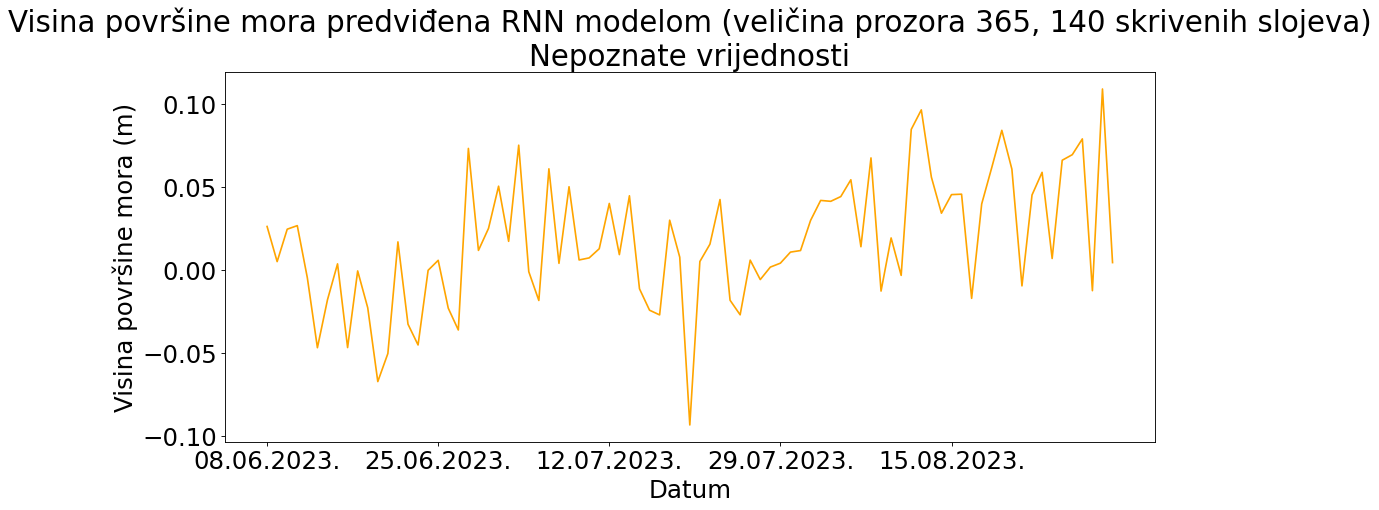 Visina površine mora predviđena RNN modelom (veličina prozora 365, 140 skrivenih slojeva)
Nepoznate vrijednosti
Visina površine mora (m)
0.10
0.05
0.00
−0.05
−0.10
08.06.2023. 25.06.2023. 12.07.2023. 29.07.2023. 15.08.2023.
Datum